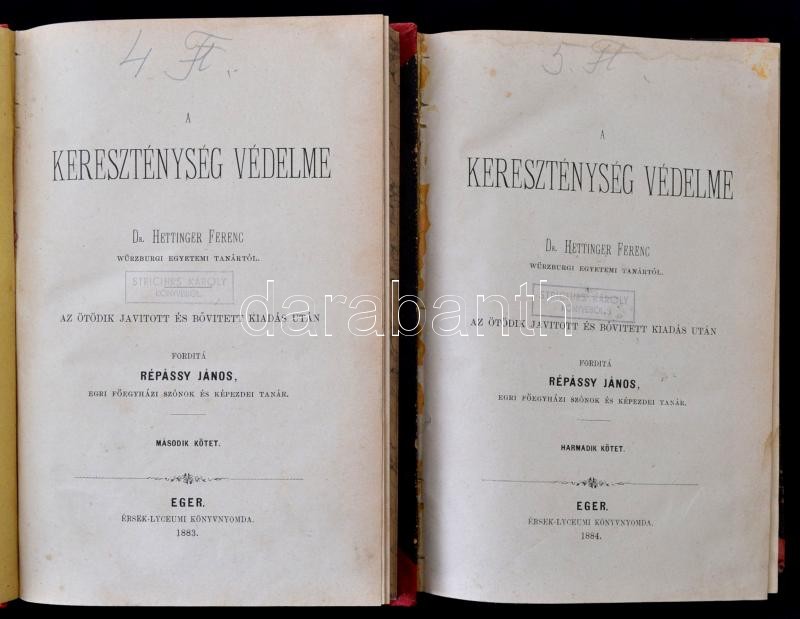 4 Ft.
A
KERESZTÉNYSÉG VÉDELME
DR. HETTINGER FERENC
WÜRZBURGI EGYETEMI TANÁRTÓL.
KÁROLY
KÖNYVEIBŐL
AZ ÖTÖDIK JAVITOTT ÉS BŐVITETT KIADÁS UTÁN
FORDITÁ
RÉPÁSSY JÁNOS,
EGRI FŐEGYHÁZI SZÓNOK ÉS KÉPEZDEI TANÁR.
MÁSODIK KÖTET.
EGER.
ÉRSEK-LYCEUMI KÖNYVNYOMDA.
1883.
5. Ft.
A
KERESZTÉNYSÉG VÉDELME
DR. HETTINGER FERENC
WÜRZBURGI EGYETEMI TANÁRTÓL.
KÁROLY
AZ ÖTÖDIK JAVITOTT ÉS BŐVITETT KIADÁS UTÁN
FORDITÁ
RÉPÁSSY JÁNOS,
EGRI FŐEGYHÁZI SZÓNOK ÉS KÉPEZDEI TANÁR.
HARMADIK KÖTET.
EGER.
ÉRSEK-LYCEUMI KÖNYVNYOMDA.
1884.
darabanth